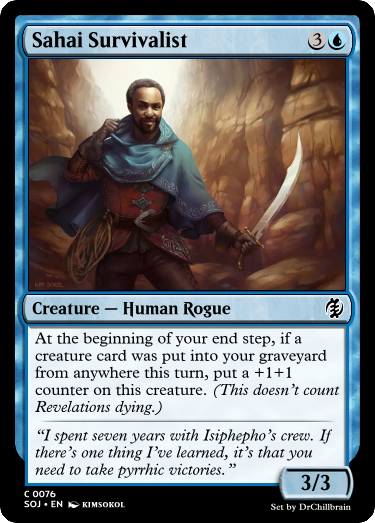 Sahai Survivalist 3
KIM SOKOL
Creature — Human Rogue
At the beginning of your end step, if a
creature card was put into your graveyard
from anywhere this turn, put a +1+1
counter on this creature. (This doesn't count
Revelations dying.)
"I spent seven years with Isiphepho's crew. If
there's one thing I've learned, it's that you
need to take pyrrhic victories."
3/3
C 0076
SOJ • EN KIMSOKOL
Set by DrChillbrain